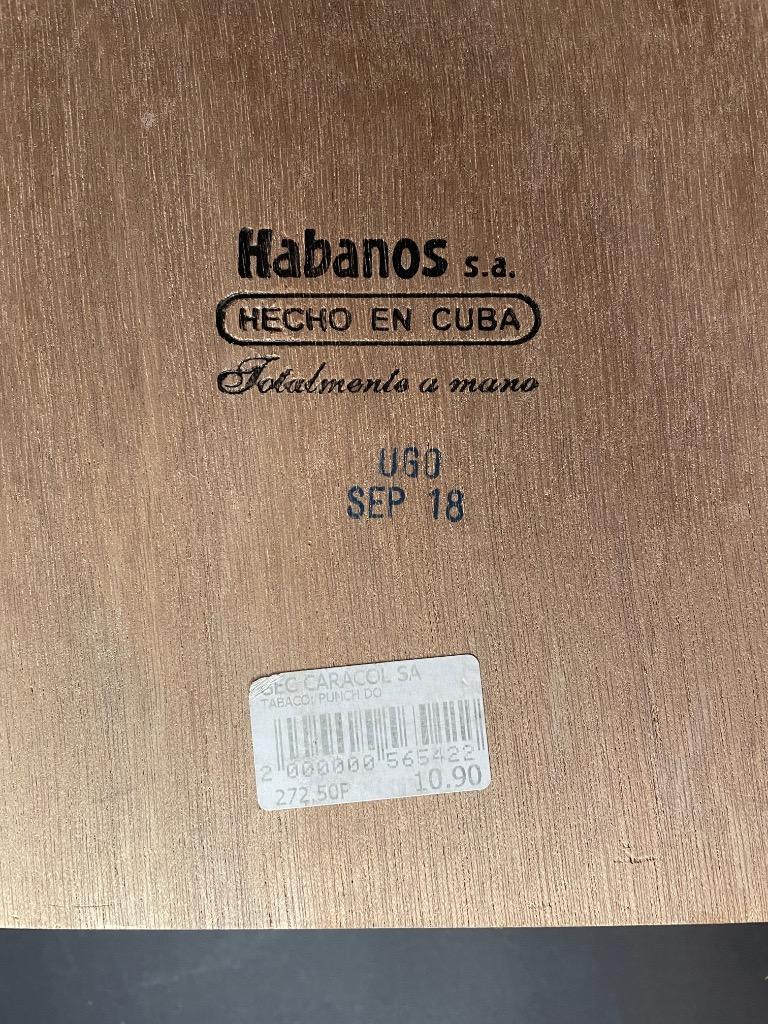 Habanos s.a.
HECHO EN CUBA
Totalmente a mano
UGO
SEP 18
CARACOL SA
TABACO: PUNCH DO
2 000000 565422
272.50P 10.90